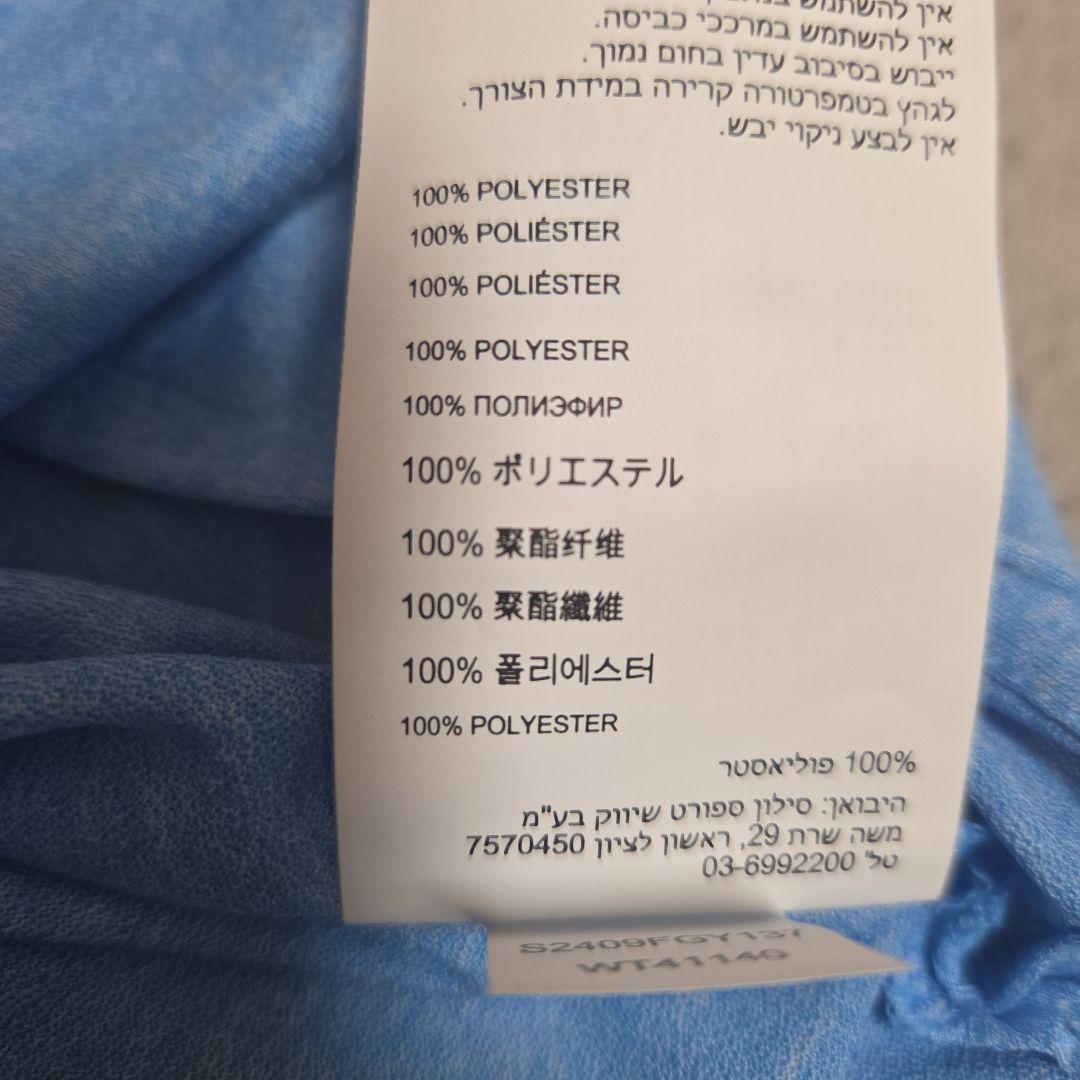 אין להשתמש
אין להשתמש במרככי כביסה.
ייבוש בסיבוב עדין בחום נמוך.
לגהץ בטמפרטורה קרירה במידת הצורך.
אין לבצע ניקוי יבש.
100% POLYESTER
100% POLIÉSTER
100% POLIÉSTER
100% POLYESTER
100% ПОЛИЭФИР
100% ポリエステル
100% 聚酯纤维
100% 聚酯纖維
100% 폴리에스터
100% POLYESTER
100% פוליאסטר
היבואן: סילון ספורט שיווק בע"מ
משה שרת 29, ראשון לציון 7570450
טל' 03-6992200
S2409FGY137
WT4114G